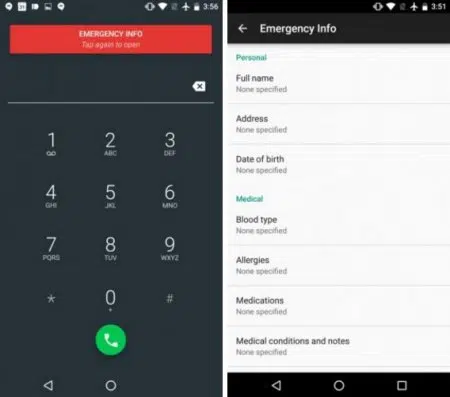 3:56
EMERGENCY INFO
Tap again to open
1
2
ABC
3
DEF
4
GHI
5
JKL
6
MNO
7
PQRS
8
TUV
9
WXYZ
*
0
+
#
3:51
Emergency Info
Personal
Full name
None specified
Address
None specified
Date of birth
None specified
Medical
Blood type
None specified
Allergies
None specified
Medications
None specified
Medical conditions and notes
None specified